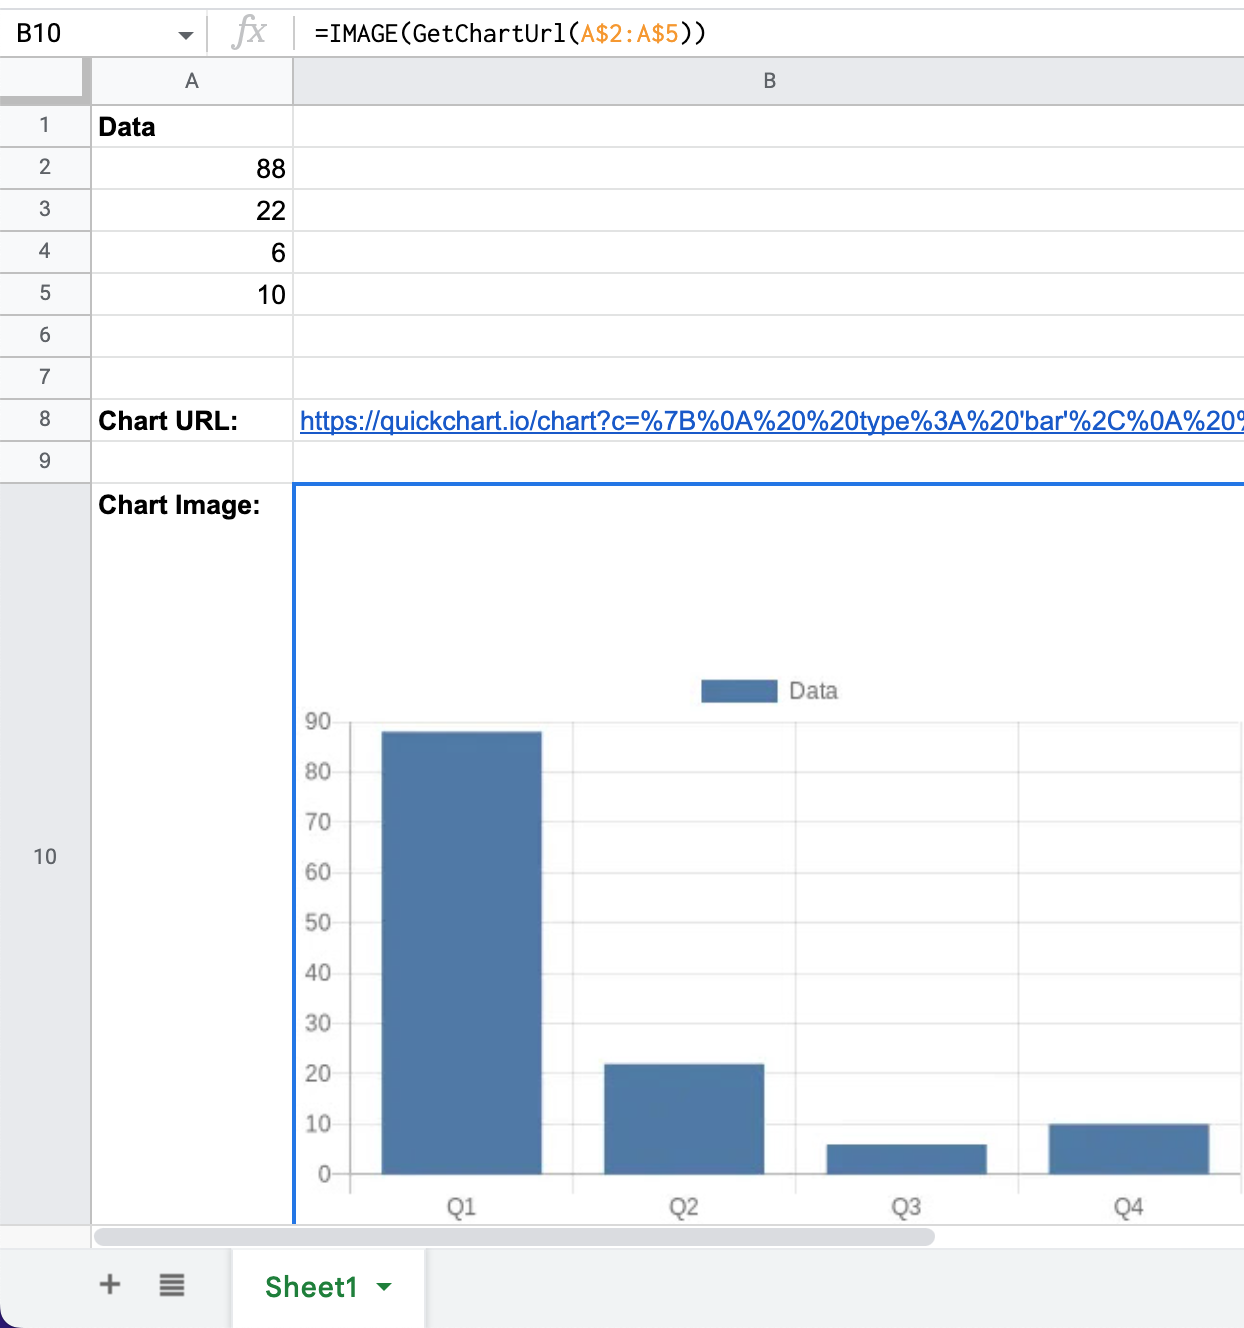 B10 fx =IMAGE(GetChartUrl(A$2:A$5))
A B
1 Data
2 88
3 22
4 6
5 10
6
7
8 Chart URL: https://quickchart.io/chart?c=%7B%0A%20%20type%3A%20'bar'%2C%0A%20%
9
10 Chart Image:
Data
90
80
70
60
50
40
30
20
10
0
Q1 Q2 Q3 Q4
Sheet1